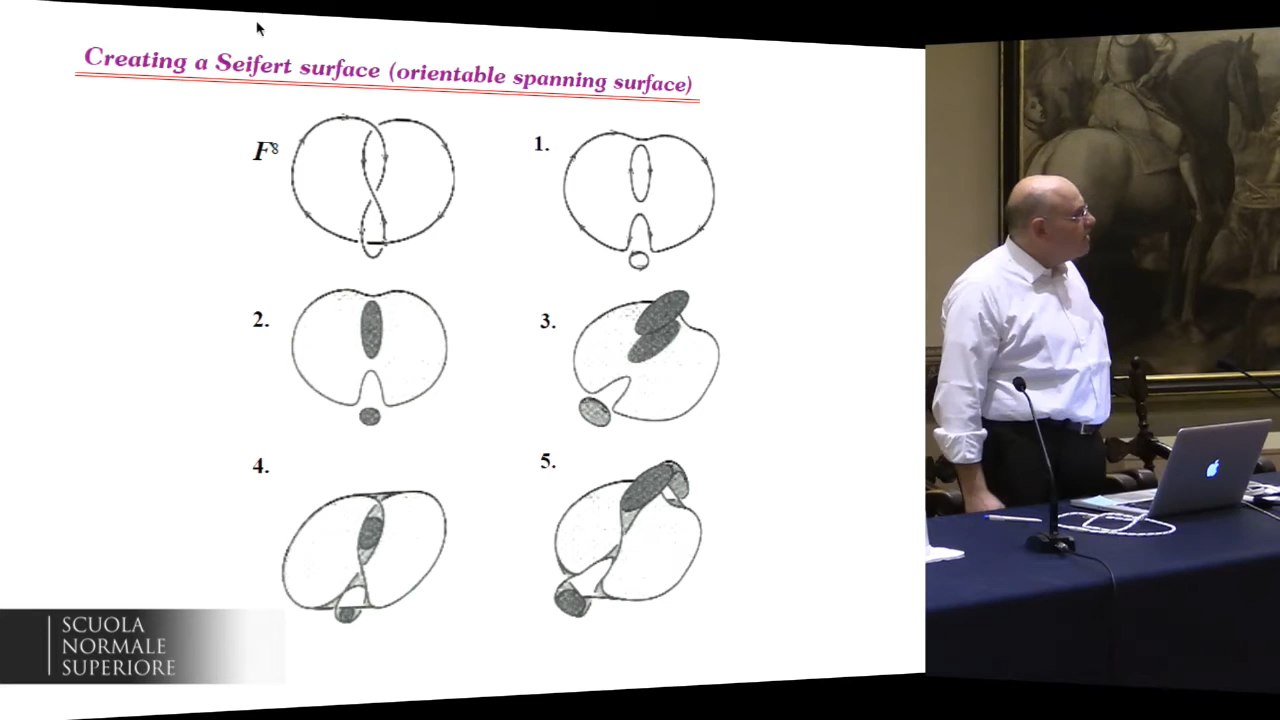 Creating a Seifert surface (orientable spanning surface)
F8
1.
2.
3.
4.
5.
SCUOLA
NORMALE
SUPERIORE